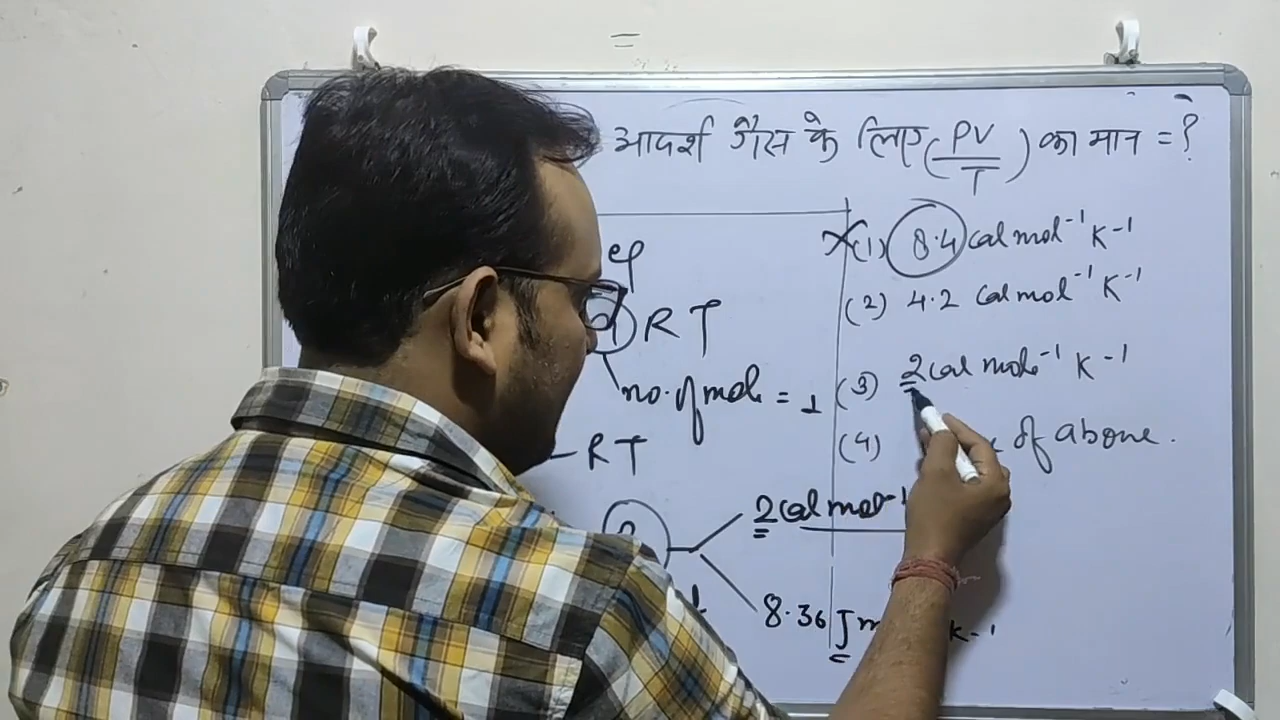 आदर्श गैस के लिए (PV/T) का मान = ?
(1) 8.4 cal mol⁻¹ K⁻¹
(2) 4.2 cal mol⁻¹ K⁻¹
RT
no. of mol = 1
(3) 2 cal mol⁻¹ K⁻¹
RT
(4) of above.
2 cal mol⁻¹
8.36 J K⁻¹